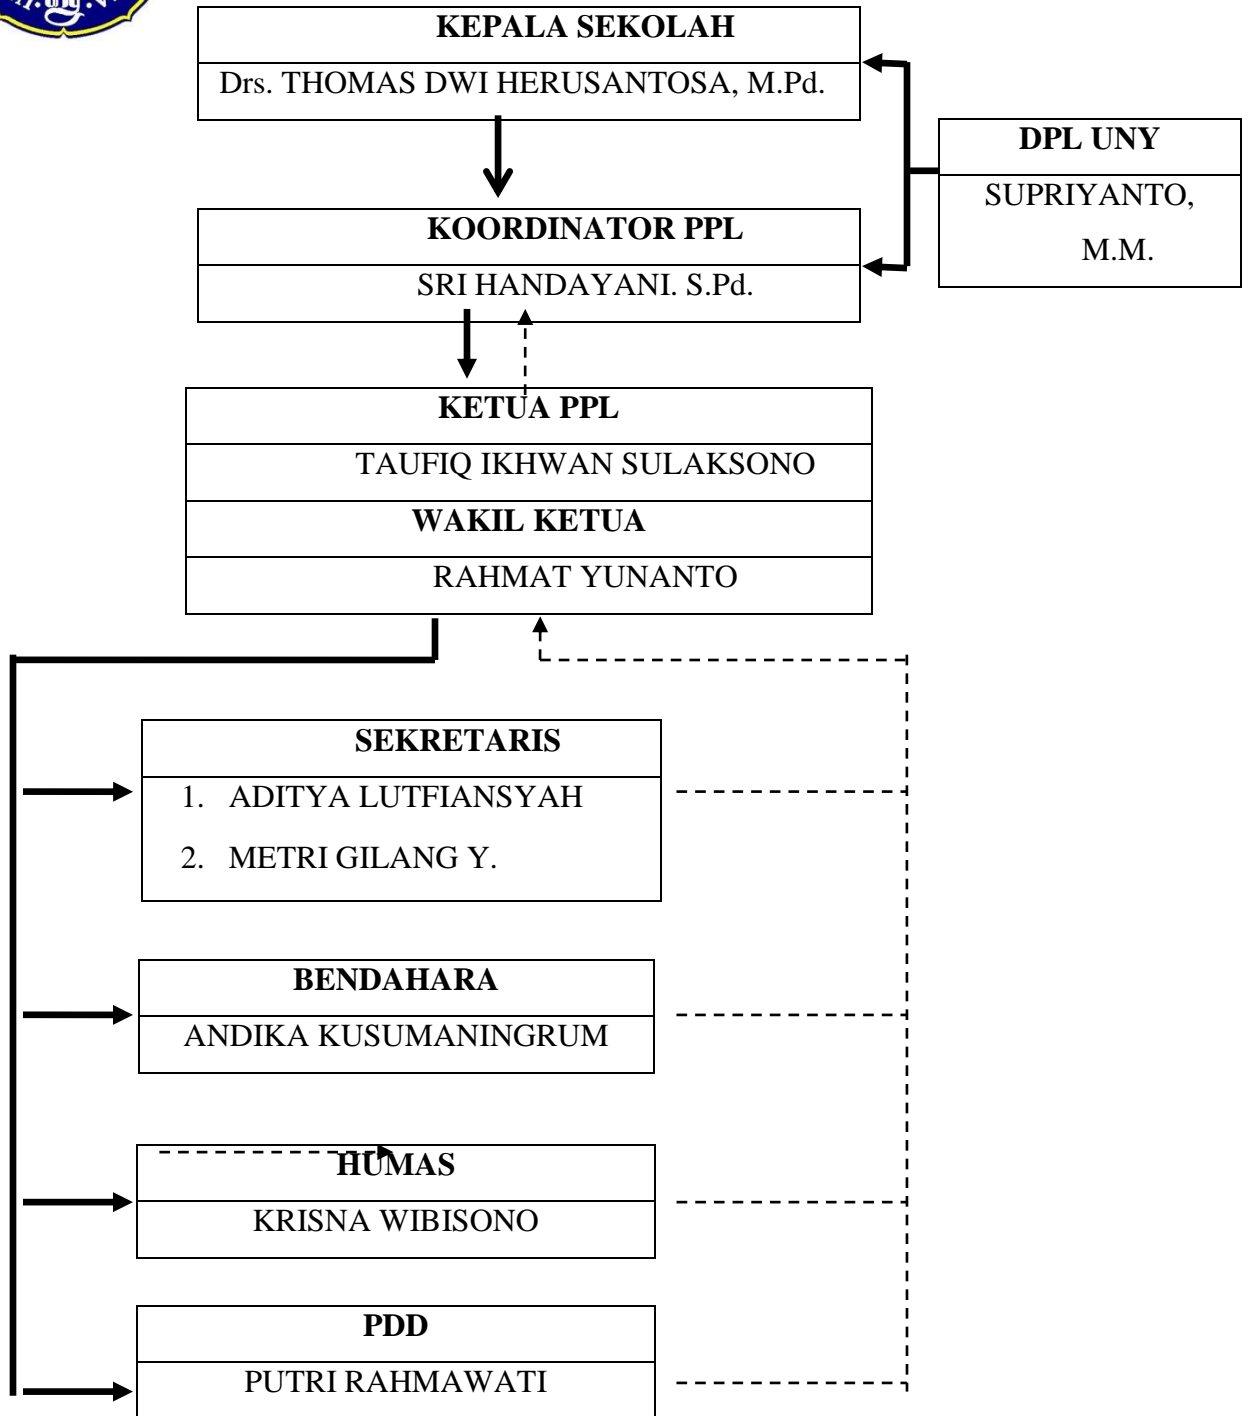 KEPALA SEKOLAH
Drs. THOMAS DWI HERUSANTOSA, M.Pd.
DPL UNY
SUPRIYANTO,
M.M.
KOORDINATOR PPL
SRI HANDAYANI. S.Pd.
KETUA PPL
TAUFIQ IKHWAN SULAKSONO
WAKIL KETUA
RAHMAT YUNANTO
SEKRETARIS
1. ADITYA LUTFIANSYAH
2. METRI GILANG Y.
BENDAHARA
ANDIKA KUSUMANINGRUM
HUMAS
KRISNA WIBISONO
PDD
PUTRI RAHMAWATI